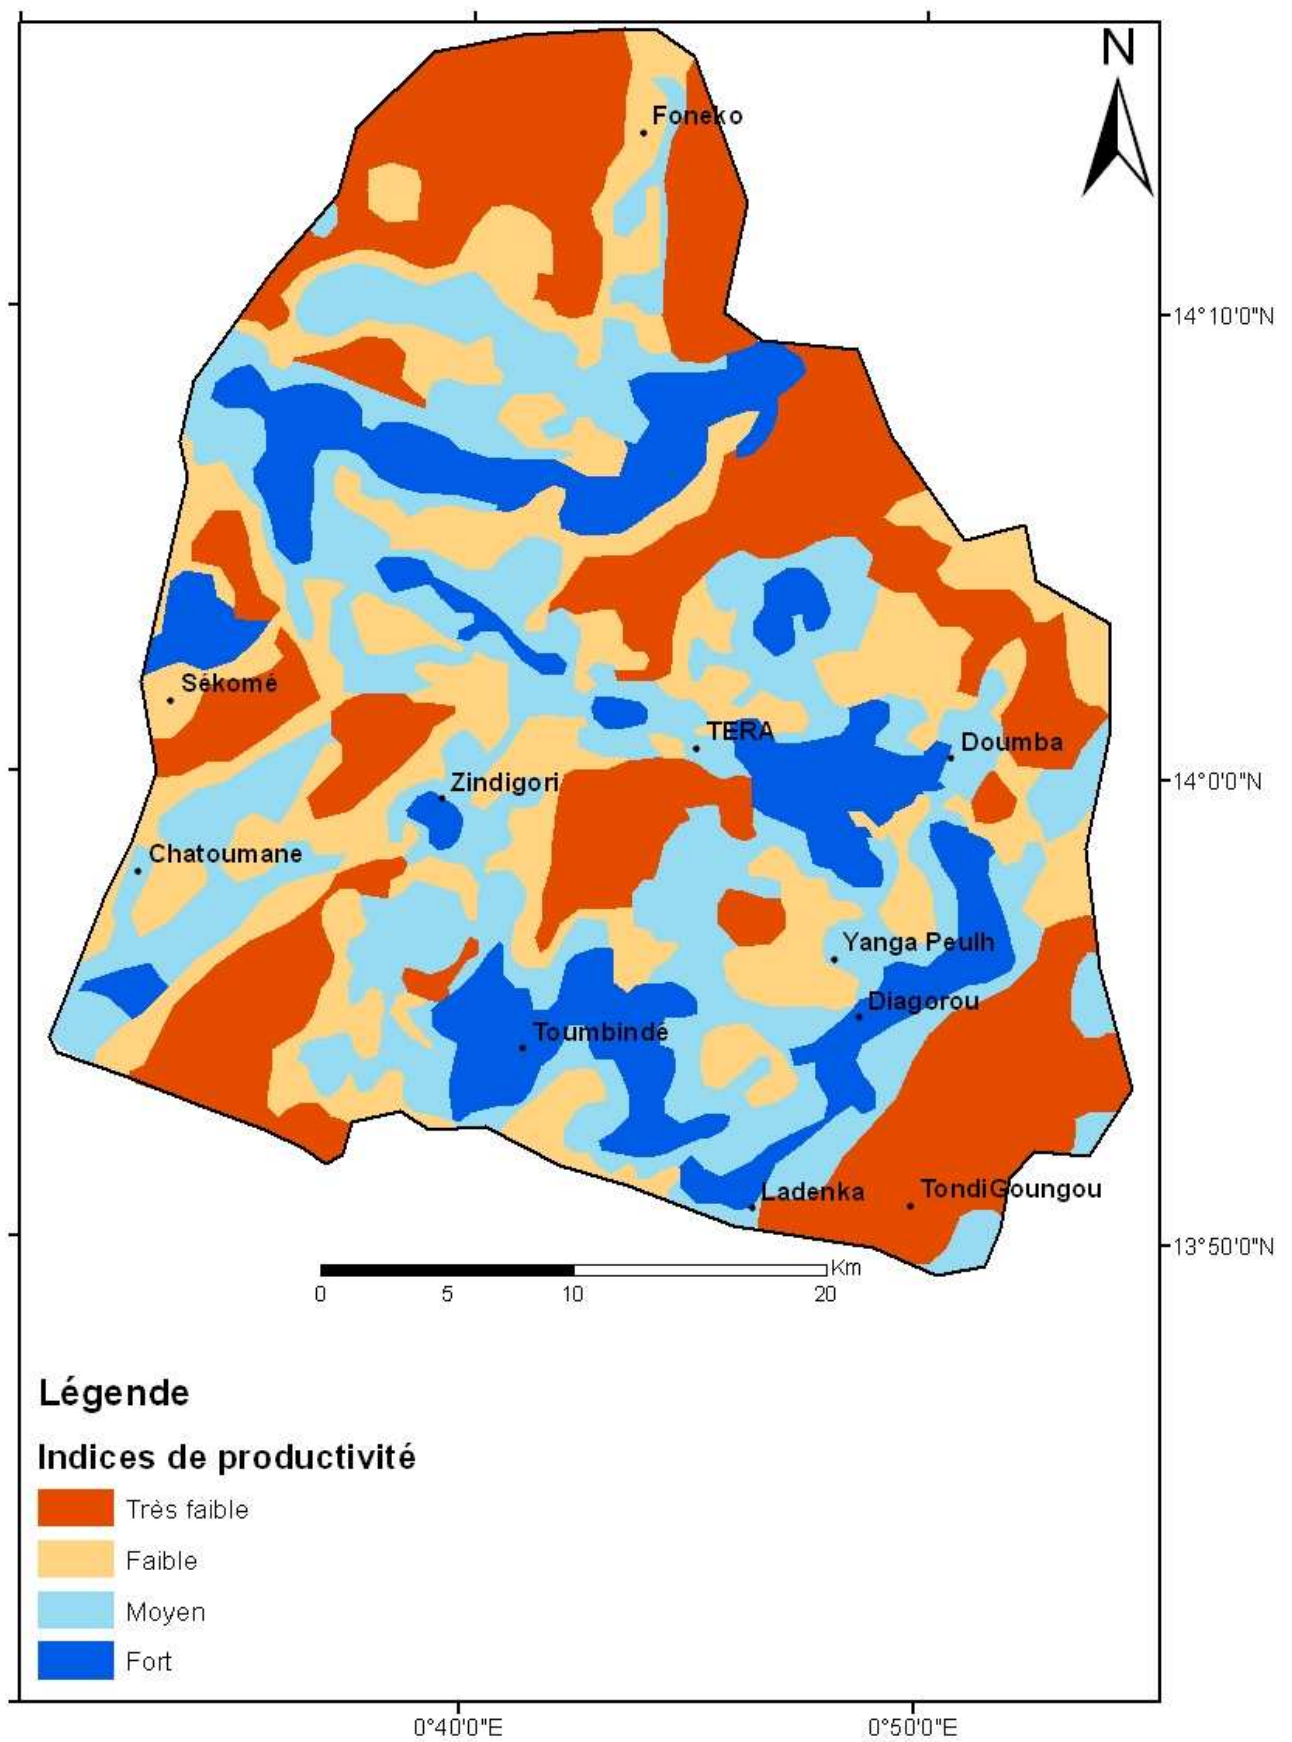 N
Foneko
14°10'0"N
Sékomé
TERA
Doumba
Zindigori
14°0'0"N
Chatoumane
Yanga Peulh
Diagorou
Toumbindé
Ladenka
TondiGoungou
13°50'0"N
Km
0 5 10 20
Légende
Indices de productivité
Très faible
Faible
Moyen
Fort
0°40'0"E 0°50'0"E